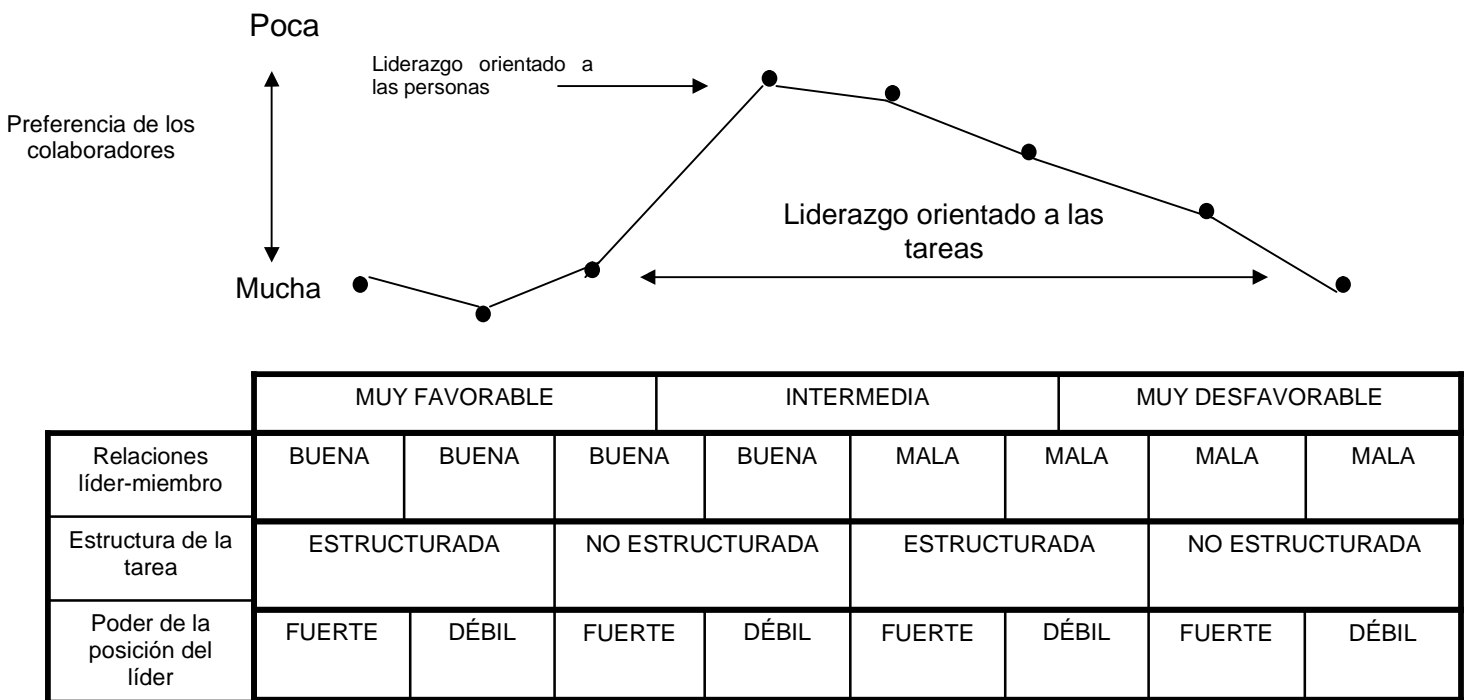 Poca
Liderazgo orientado a
las personas
Preferencia de los
colaboradores
Liderazgo orientado a las
tareas
Mucha
MUY FAVORABLE INTERMEDIA MUY DESFAVORABLE
Relaciones
líder-miembro
BUENA BUENA BUENA BUENA MALA MALA MALA MALA
Estructura de la
tarea
ESTRUCTURADA NO ESTRUCTURADA ESTRUCTURADA NO ESTRUCTURADA
Poder de la
posición del
líder
FUERTE DÉBIL FUERTE DÉBIL FUERTE DÉBIL FUERTE DÉBIL